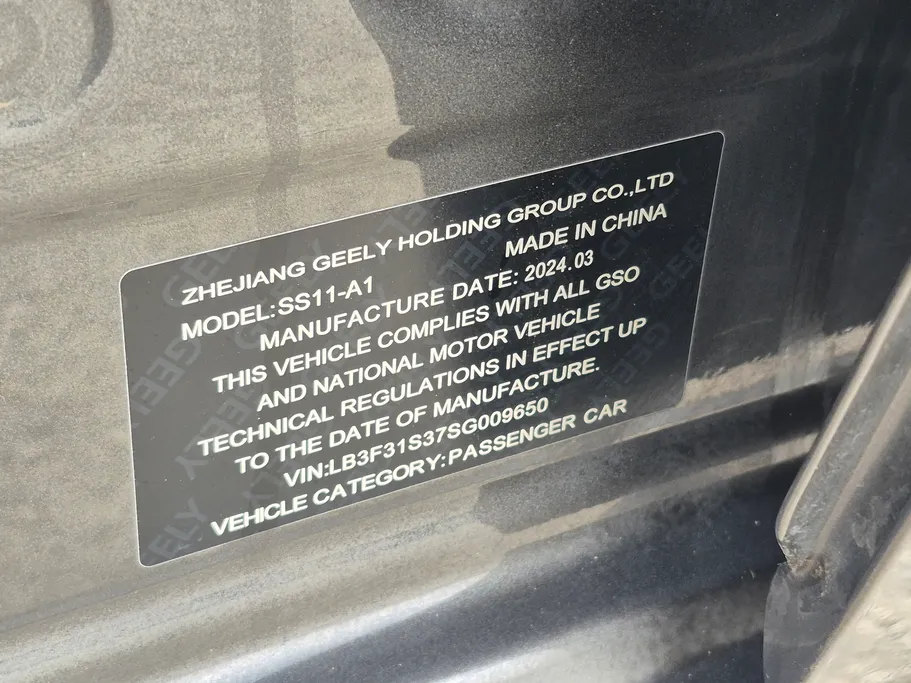 ZHEJIANG GEELY HOLDING GROUP CO.,LTD
MODEL:SS11-A1 MADE IN CHINA
MANUFACTURE DATE: 2024.03
THIS VEHICLE COMPLIES WITH ALL GSO
AND NATIONAL MOTOR VEHICLE
TECHNICAL REGULATIONS IN EFFECT UP
TO THE DATE OF MANUFACTURE.
VIN:LB3F31S37SG009650
VEHICLE CATEGORY:PASSENGER CAR